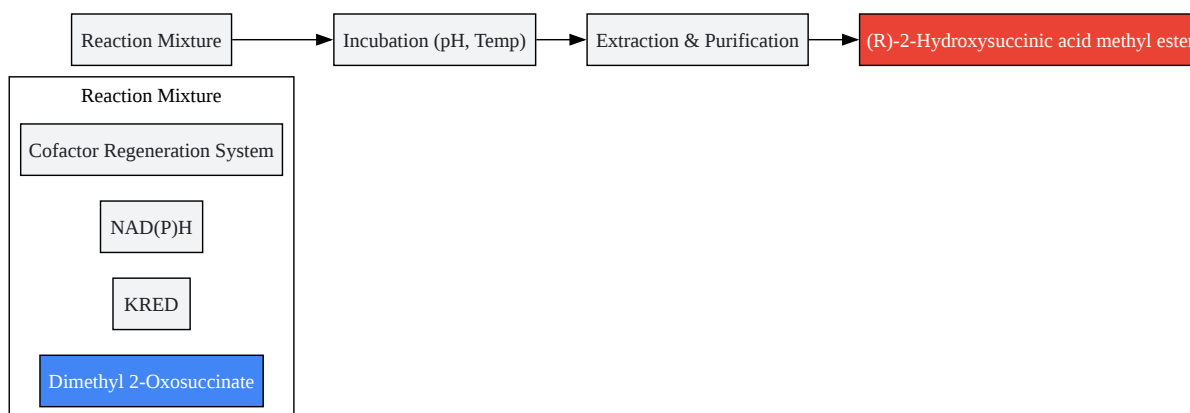 Reaction Mixture
Incubation (pH, Temp)
Extraction & Purification
(R)-2-Hydroxysuccinic acid methyl ester
Reaction Mixture
Cofactor Regeneration System
NAD(P)H
KRED
Dimethyl 2-Oxosuccinate